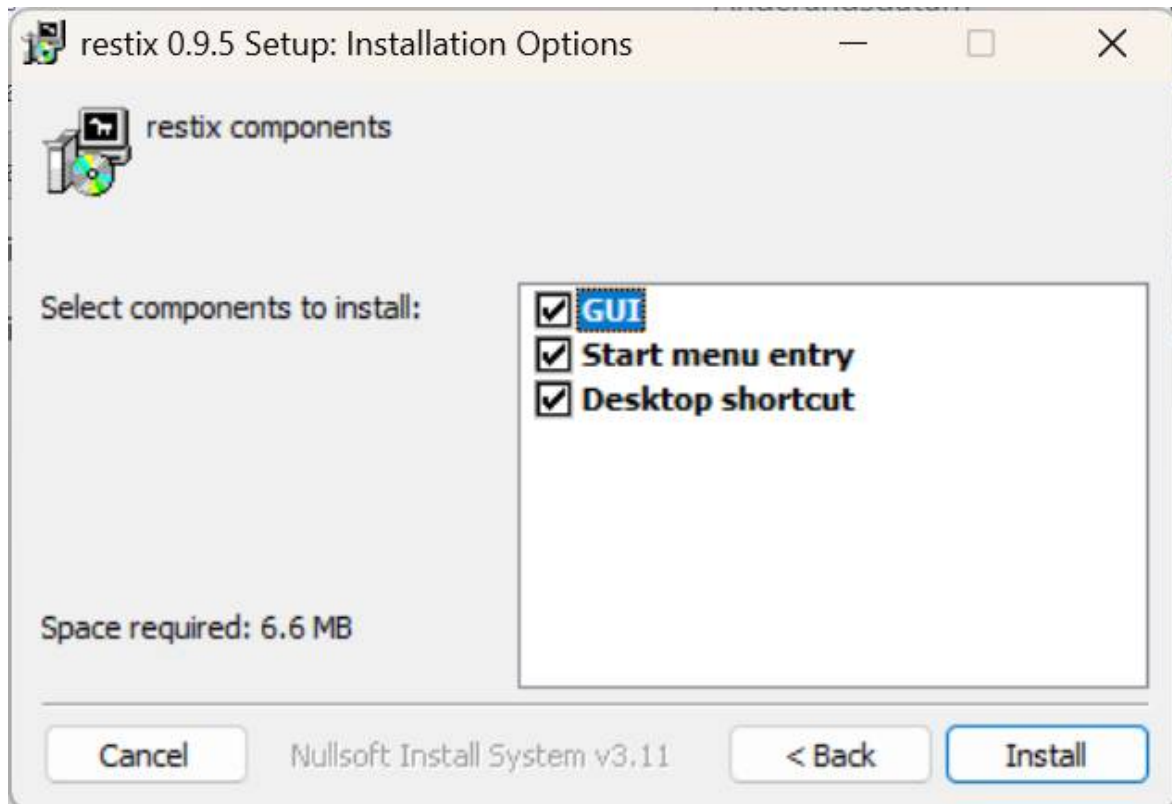 restix 0.9.5 Setup: Installation Options
restix components
Select components to install:
GUI
Start menu entry
Desktop shortcut
Space required: 6.6 MB
Cancel
Nullsoft Install System v3.11
< Back
Install